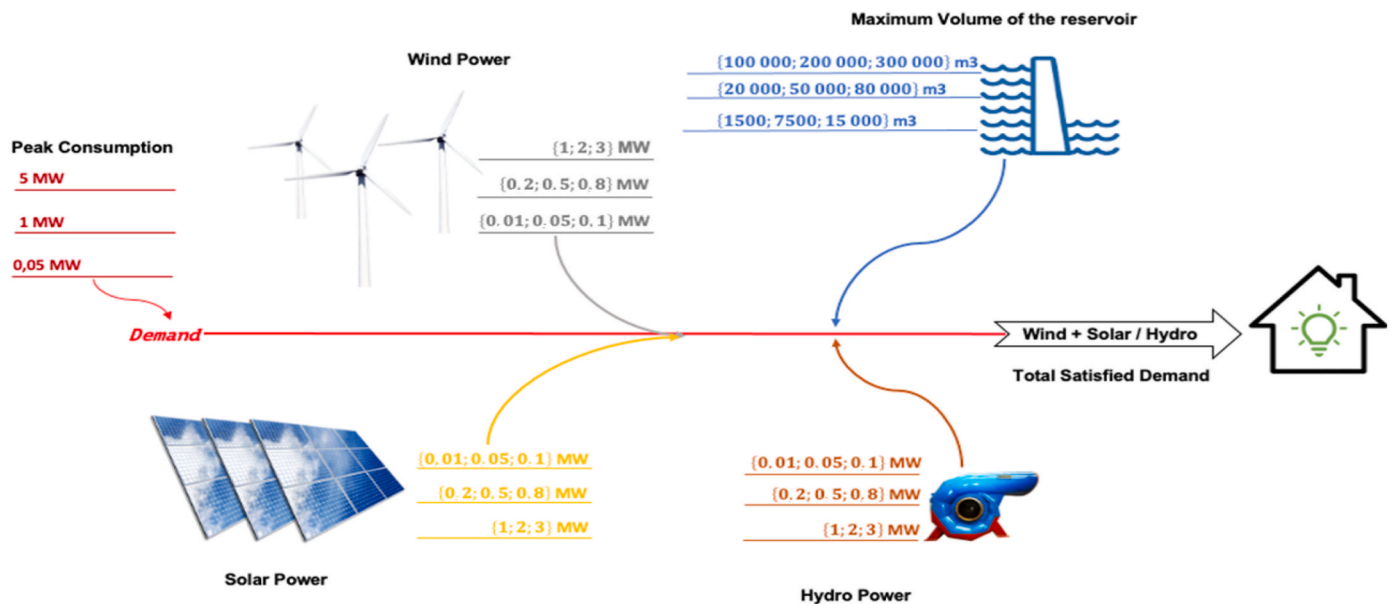 Maximum Volume of the reservoir
Wind Power
{100 000; 200 000; 300 000} m3
{20 000; 50 000; 80 000} m3
{1500; 7500; 15 000} m3
Peak Consumption
5 MW
1 MW
0,05 MW
{1; 2; 3} MW
{0.2; 0.5; 0.8} MW
{0.01; 0.05; 0.1} MW
Demand
Wind + Solar / Hydro
Total Satisfied Demand
{0,01; 0.05; 0.1} MW
{0.2; 0.5; 0.8} MW
{1; 2; 3} MW
{0.01; 0.05; 0.1} MW
{0.2; 0.5; 0.8} MW
{1; 2; 3} MW
Solar Power
Hydro Power